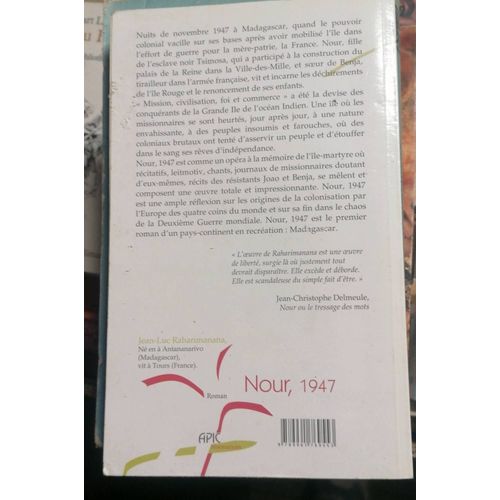 Nuits de novembre 1947 à Madagascar, quand le pouvoir
colonial vacille sur ses bases après avoir mobilisé l'île dans
l'effort de guerre pour la mère-patrie, la France. Nour, fille
de l'esclave noir Tsimosa, qui a participé à la construction du
palais de la Reine dans la Ville-des-Mille, et sœur de Benja,
tirailleur dans l'armée française, vit et incarne les déchirements
de l'île Rouge et le renoncement de ses enfants.
« Mission, civilisation, foi et commerce » a été la devise des
conquérants de la Grande Ile de l'océan Indien. Une île où les
missionnaires se sont heurtés, jour après jour, à une nature
envahissante, à des peuples insoumis et farouches, où des
coloniaux brutaux ont tenté d'asservir un peuple et d'étouffer
dans le sang ses rêves d'indépendance.
Nour, 1947 est comme un opéra à la mémoire de l'île-martyre où
récitatifs, leitmotiv, chants, journaux de missionnaires doutant
d'eux-mêmes, récits des résistants Joao et Benja, se mêlent et
composent une œuvre totale et impressionnante. Nour, 1947
est une ample réflexion sur les origines de la colonisation par
l'Europe des quatre coins du monde et sur sa fin dans le chaos
de la Deuxième Guerre mondiale. Nour, 1947 est le premier
roman d'un pays-continent en recréation : Madagascar.
« L'œuvre de Raharimanana est une œuvre
de liberté, surgie là où justement tout
devrait disparaître. Elle excède et déborde.
Elle est scandaleuse du simple fait d'être. »
Jean-Christophe Delmeule,
Nour ou le tressage des mots
Jean-Luc Raharimanana,
Né en à Antananarivo
(Madagascar),
vit à Tours (France).
Roman
Nour, 1947
APIC